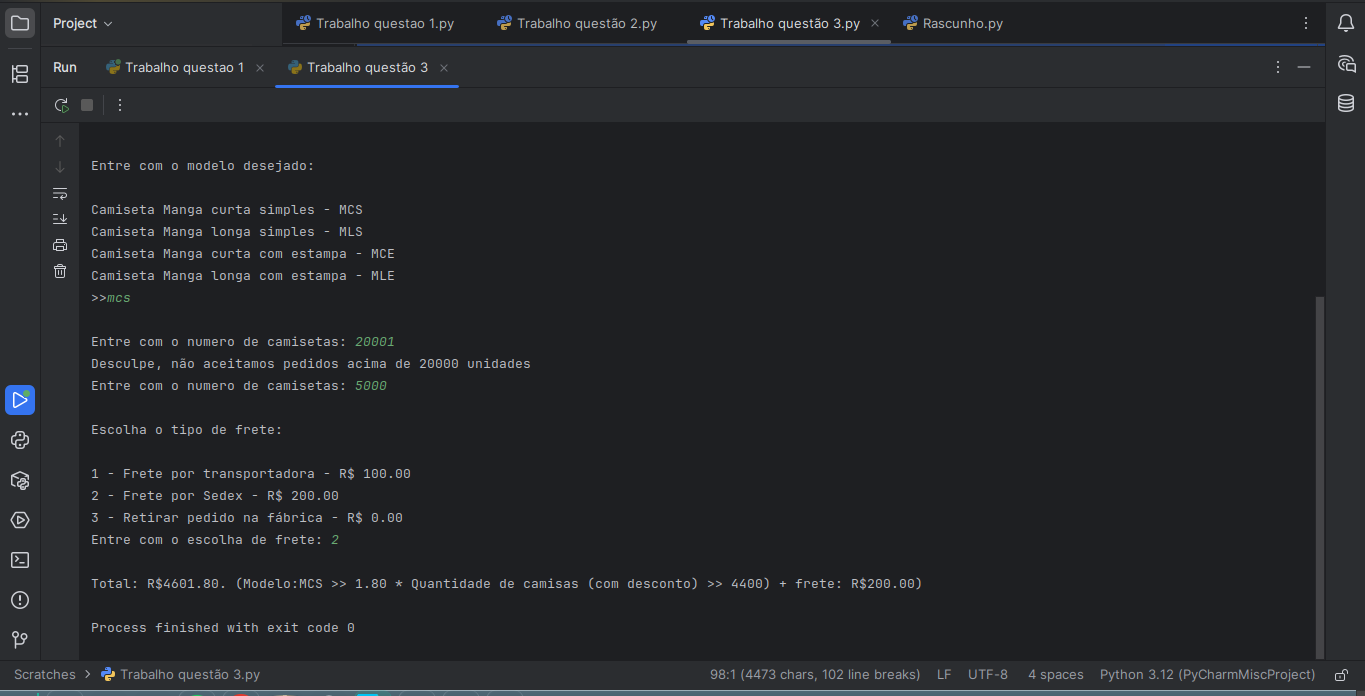 Project
Trabalho questao 1.py
Trabalho questão 2.py
Trabalho questão 3.py
Rascunho.py
Run
Trabalho questao 1
Trabalho questão 3
Entre com o modelo desejado:
Camiseta Manga curta simples - MCS
Camiseta Manga longa simples - MLS
Camiseta Manga curta com estampa - MCE
Camiseta Manga longa com estampa - MLE
>>mcs
Entre com o numero de camisetas: 20001
Desculpe, não aceitamos pedidos acima de 20000 unidades
Entre com o numero de camisetas: 5000
Escolha o tipo de frete:
1 - Frete por transportadora - R$ 100.00
2 - Frete por Sedex - R$ 200.00
3 - Retirar pedido na fábrica - R$ 0.00
Entre com o escolha de frete: 2
Total: R$4601.80. (Modelo:MCS >> 1.80 * Quantidade de camisas (com desconto) >> 4400) + frete: R$200.00)
Process finished with exit code 0
Scratches > Trabalho questão 3.py
98:1 (4473 chars, 102 line breaks)
LF
UTF-8
4 spaces
Python 3.12 (PyCharmMiscProject)